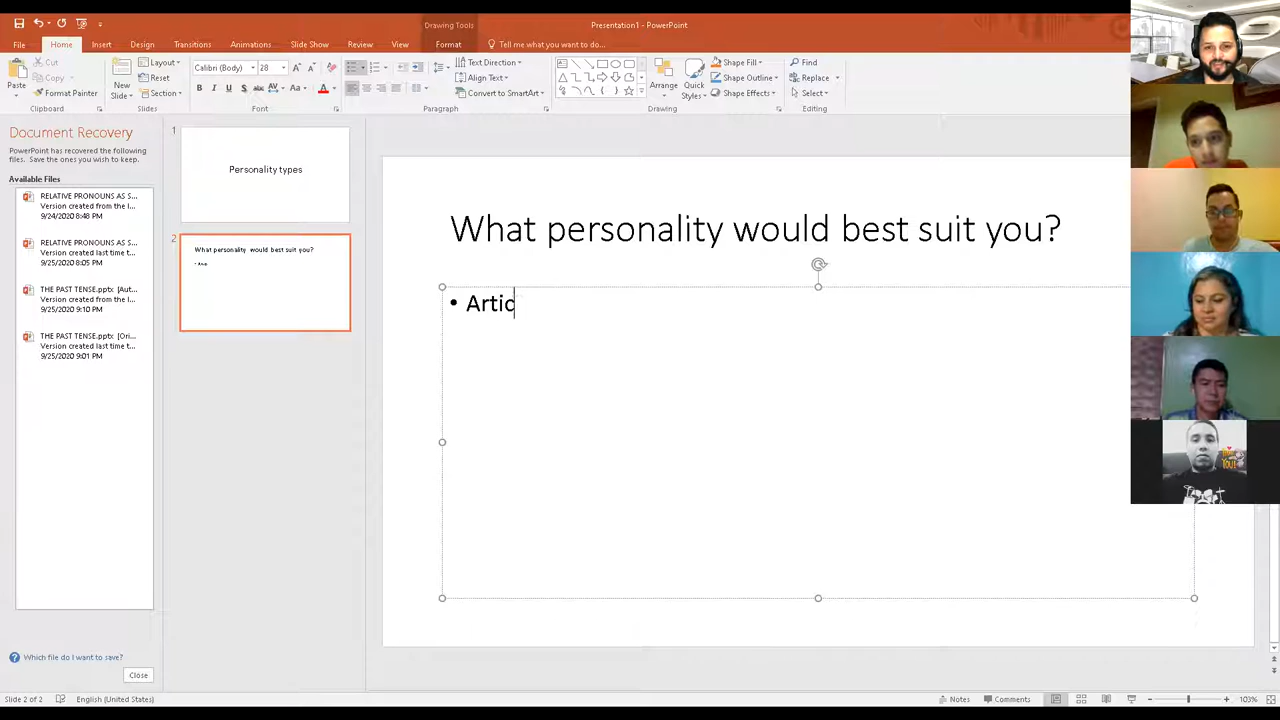 Drawing Tools
Presentation1 - PowerPoint
File
Home
Insert
Design
Transitions
Animations
Slide Show
Review
View
Format
Tell me what you want to do...
Paste
Cut
Copy
Format Painter
Clipboard
New Slide
Layout
Reset
Section
Slides
Calibri (Body)
28
Font
Text Direction
Align Text
Convert to SmartArt
Paragraph
Arrange
Quick Styles
Shape Fill
Shape Outline
Shape Effects
Drawing
Find
Replace
Select
Editing
Document Recovery
PowerPoint has recovered the following
files. Save the ones you wish to keep.
Available Files
RELATIVE PRONOUNS AS S...
Version created from the l...
9/24/2020 8:48 PM
RELATIVE PRONOUNS AS S...
Version created last time t...
9/25/2020 8:05 PM
THE PAST TENSE.pptx [Aut...
Version created from the l...
9/25/2020 9:10 PM
THE PAST TENSE.pptx [Ori...
Version created last time t...
9/25/2020 9:01 PM
Which file do I want to save?
Close
1
Personality types
2
What personality would best suit you?
What personality would best suit you?
• Artic
Slide 2 of 2
English (United States)
Notes
Comments
103%